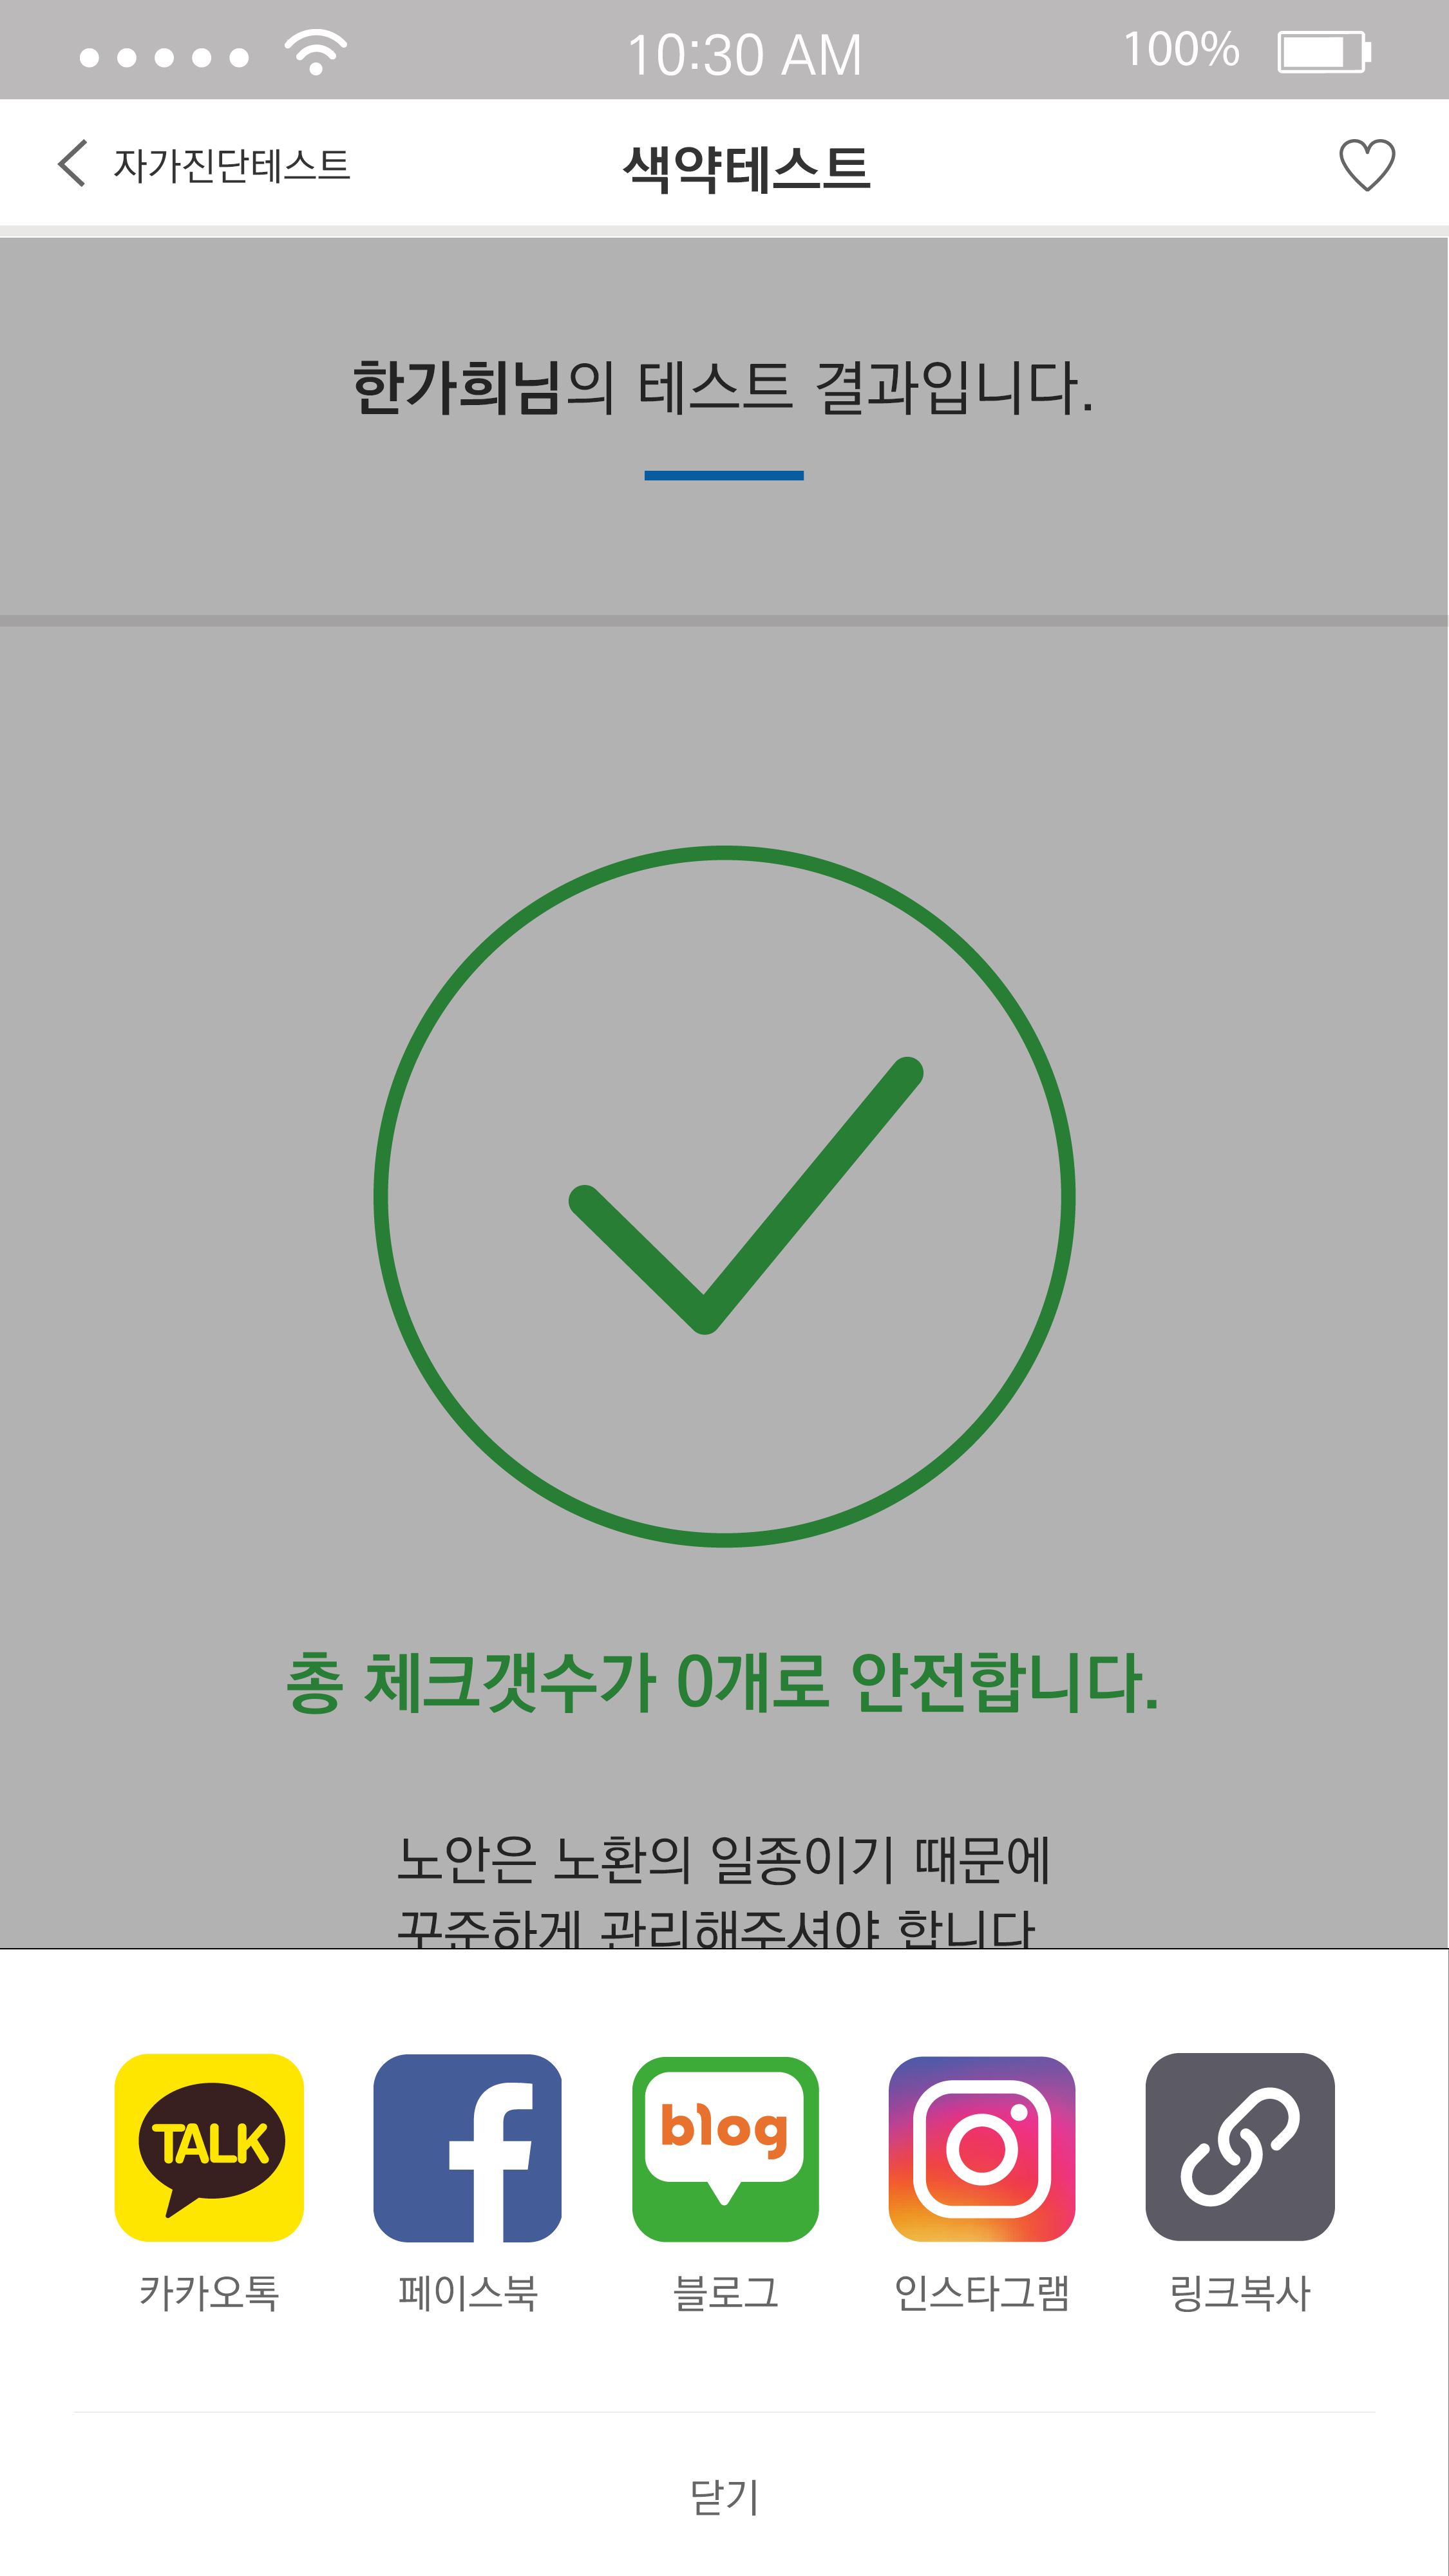 10:30 AM
100%
자가진단테스트
색약테스트
한가희님의 테스트 결과입니다.
총 체크갯수가 0개로 안전합니다.
노안은 노환의 일종이기 때문에
꾸준하게 관리해주셔야 합니다
TALK
blog
카카오톡
페이스북
블로그
인스타그램
링크복사
닫기